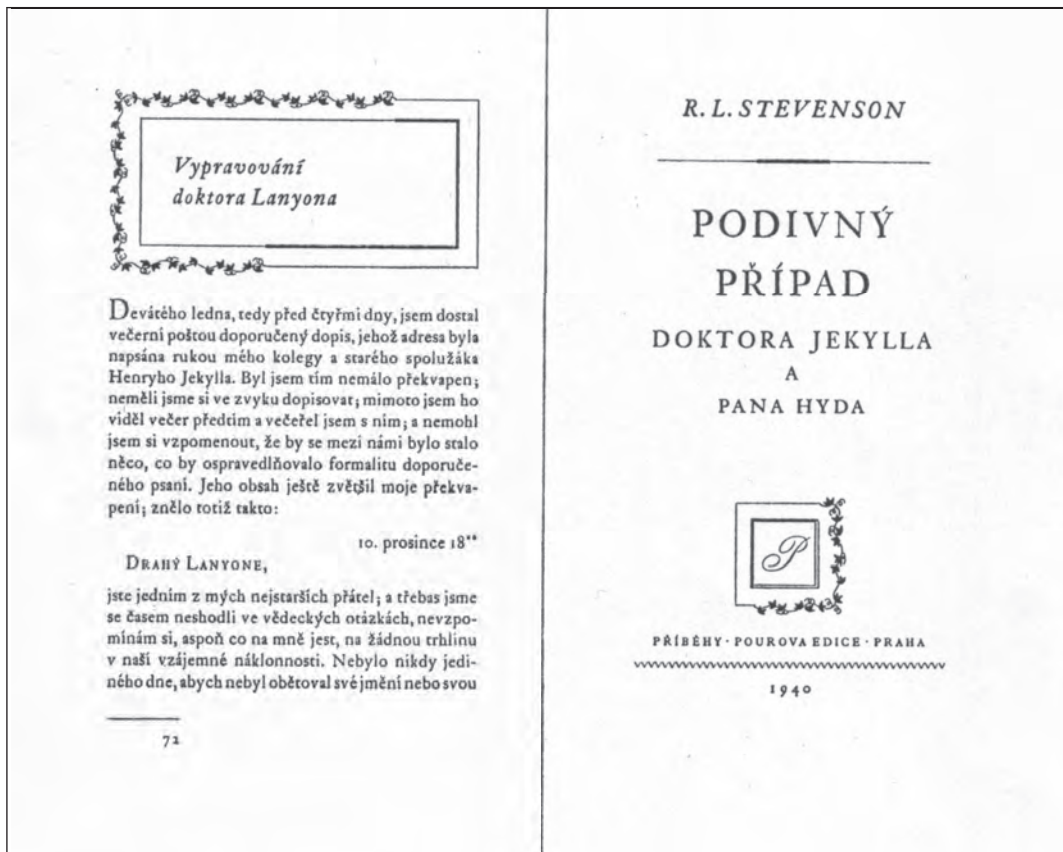 Vypravování
doktora Lanyona
Devátého ledna, tedy před čtyřmi dny, jsem dostal
večerní poštou doporučený dopis, jehož adresa byla
napsána rukou mého kolegy a starého spolužáka
Henryho Jekylla. Byl jsem tím nemálo překvapen;
neměli jsme si ve zvyku dopisovat; mimoto jsem ho
viděl večer předtím a večeřel jsem s ním; a nemohl
jsem si vzpomenout, že by se mezi námi bylo stalo
něco, co by ospravedlňovalo formalitu doporuče-
ného psaní. Jeho obsah ještě zvětšil moje překva-
pení; znělo totiž takto:
10. prosince 18**
DRAHÝ LANYONE,
jste jedním z mých nejstarších přátel; a třebas jsme
se časem neshodli ve vědeckých otázkách, nevzpo-
mínám si, aspoň co na mně jest, na žádnou trhlinu
v naší vzájemné náklonnosti. Nebylo nikdy jedi-
ného dne, abych nebyl obětoval své jmění nebo svou
72
R. L. STEVENSON
PODIVNÝ
PŘÍPAD
DOKTORA JEKYLLA
A
PANA HYDA
P
PŘÍBĚHY · POUROVA EDICE · PRAHA
1940